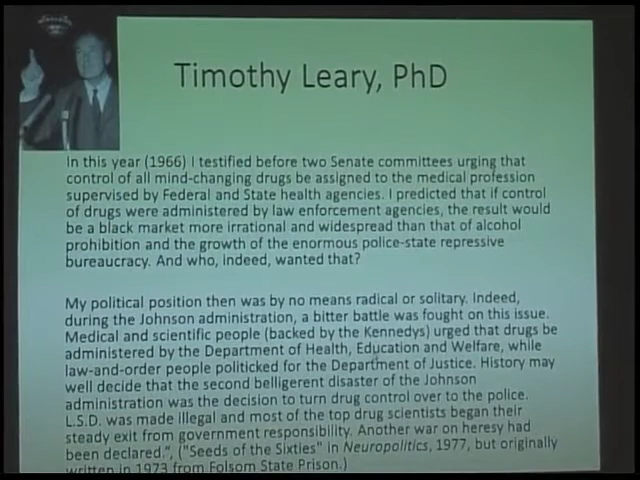 Timothy Leary, PhD
In this year (1966) I testified before two Senate committees urging that
control of all mind-changing drugs be assigned to the medical profession
supervised by Federal and State health agencies. I predicted that if control
of drugs were administered by law enforcement agencies, the result would
be a black market more irrational and widespread than that of alcohol
prohibition and the growth of the enormous police-state repressive
bureaucracy. And who, indeed, wanted that?
My political position then was by no means radical or solitary. Indeed,
during the Johnson administration, a bitter battle was fought on this issue.
Medical and scientific people (backed by the Kennedys) urged that drugs be
administered by the Department of Health, Education and Welfare, while
law-and-order people politicked for the Department of Justice. History may
well decide that the second belligerent disaster of the Johnson
administration was the decision to turn drug control over to the police.
L.S.D. was made illegal and most of the top drug scientists began their
steady exit from government responsibility. Another war on heresy had
been declared.", ("Seeds of the Sixties" in Neuropolitics, 1977, but originally
written in 1973 from Folsom State Prison.)